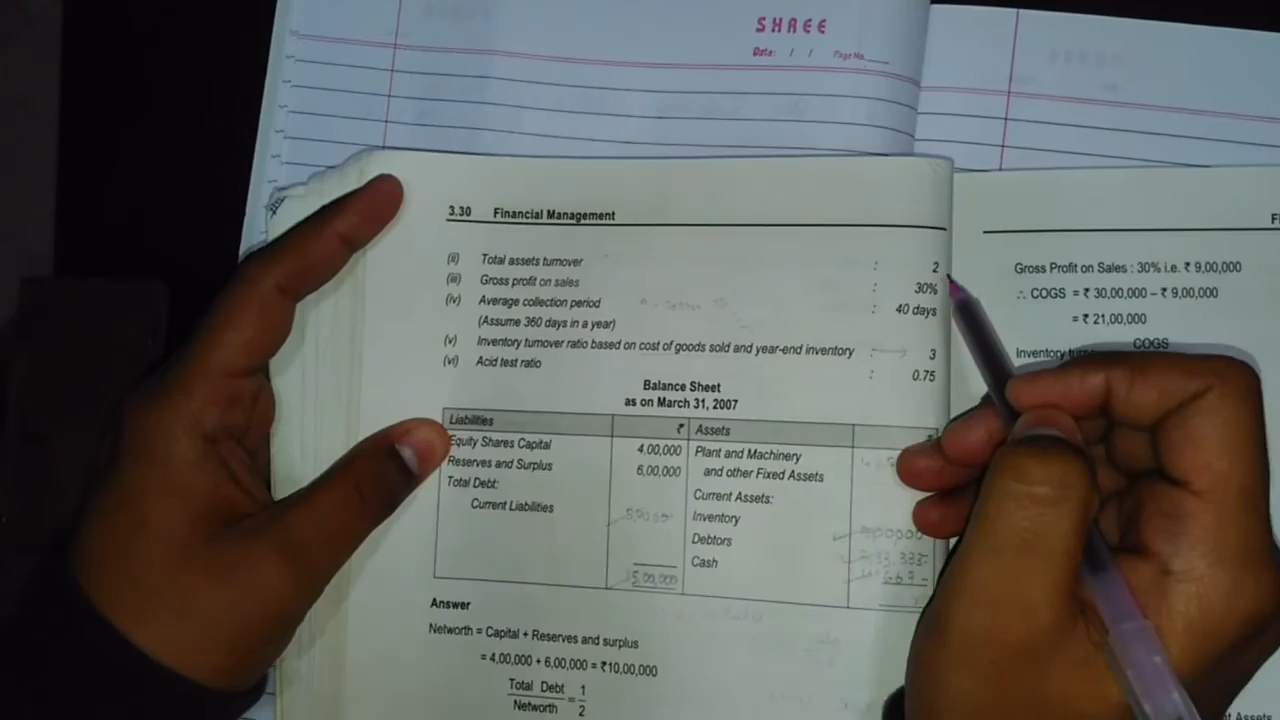 SHREE
Date: / / Page No.
3.30 Financial Management
(ii) Total assets turnover : 2
(iii) Gross profit on sales : 30%
(iv) Average collection period : 40 days
(Assume 360 days in a year)
(v) Inventory turnover ratio based on cost of goods sold and year-end inventory : 3
(vi) Acid test ratio : 0.75
Balance Sheet
as on March 31, 2007
Liabilities ₹ Assets
Equity Shares Capital 4,00,000 Plant and Machinery
Reserves and Surplus 6,00,000 and other Fixed Assets
Total Debt: Current Assets:
Current Liabilities Inventory
Debtors
Cash
Answer
Networth = Capital + Reserves and surplus
= 4,00,000 + 6,00,000 = ₹10,00,000
Total Debt / Networth = 1/2
Gross Profit on Sales : 30% i.e. ₹ 9,00,000
∴ COGS = ₹ 30,00,000 – ₹ 9,00,000
= ₹ 21,00,000
COGS
Inventory